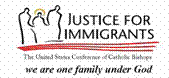 JUSTICE FOR
IMMIGRANTS
The United States Conference of Catholic Bishops
we are one family under God